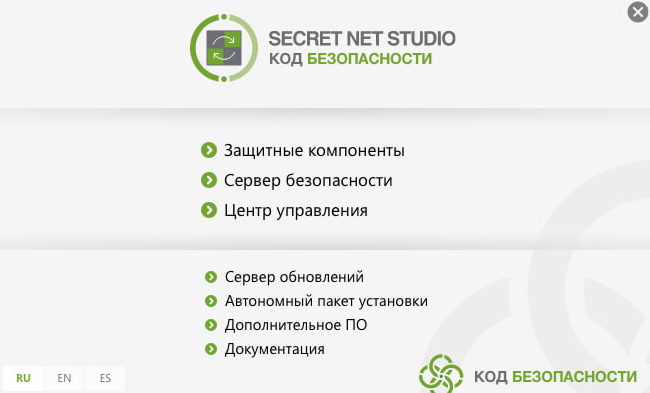 SECRET NET STUDIO
КОД БЕЗОПАСНОСТИ
Защитные компоненты
Сервер безопасности
Центр управления
Сервер обновлений
Автономный пакет установки
Дополнительное ПО
Документация
RU EN ES
КОД БЕЗОПАСНОСТИ